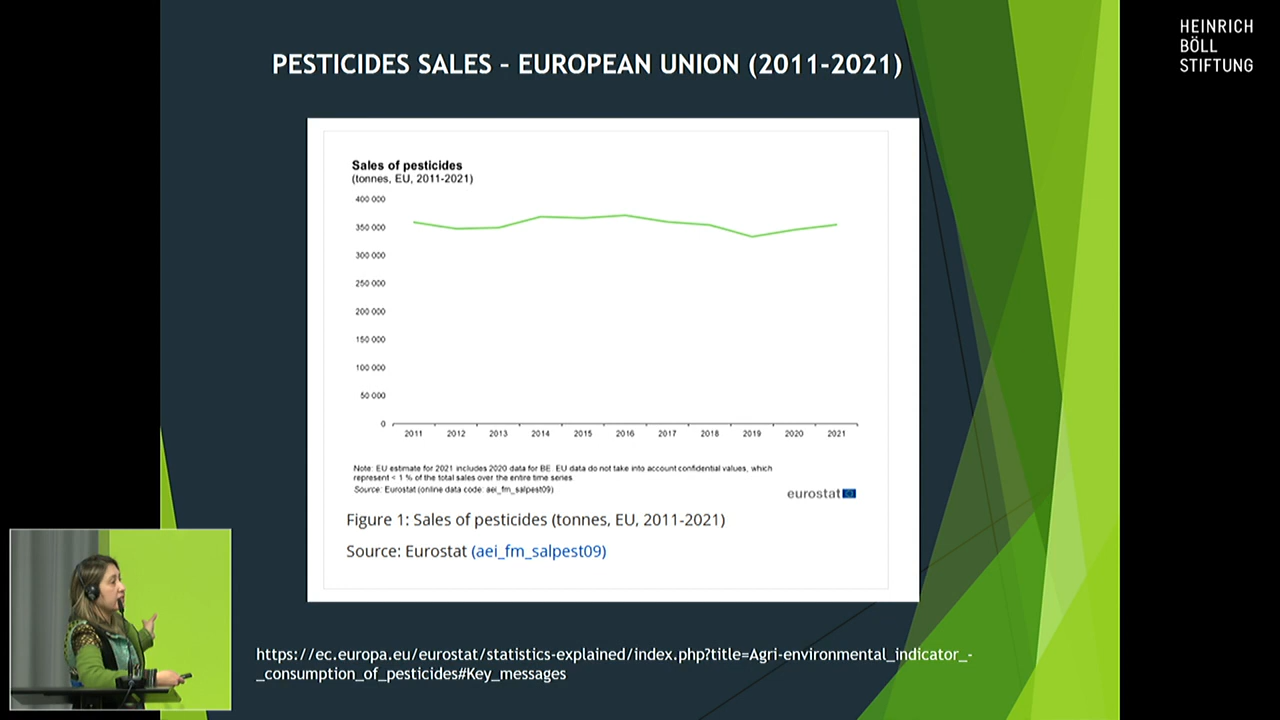 HEINRICH
BÖLL
STIFTUNG
PESTICIDES SALES – EUROPEAN UNION (2011-2021)
Sales of pesticides
(tonnes, EU, 2011-2021)
400 000
350 000
300 000
250 000
200 000
150 000
100 000
50 000
0
2011 2012 2013 2014 2015 2016 2017 2018 2019 2020 2021
Note: EU estimate for 2021 includes 2020 data for BE. EU data do not take into account confidential values, which
represent < 1 % of the total sales over the entire time series
Source: Eurostat (online data code: aei_fm_salpest09)
eurostat
Figure 1: Sales of pesticides (tonnes, EU, 2011-2021)
Source: Eurostat (aei_fm_salpest09)
https://ec.europa.eu/eurostat/statistics-explained/index.php?title=Agri-environmental_indicator_-
_consumption_of_pesticides#Key_messages